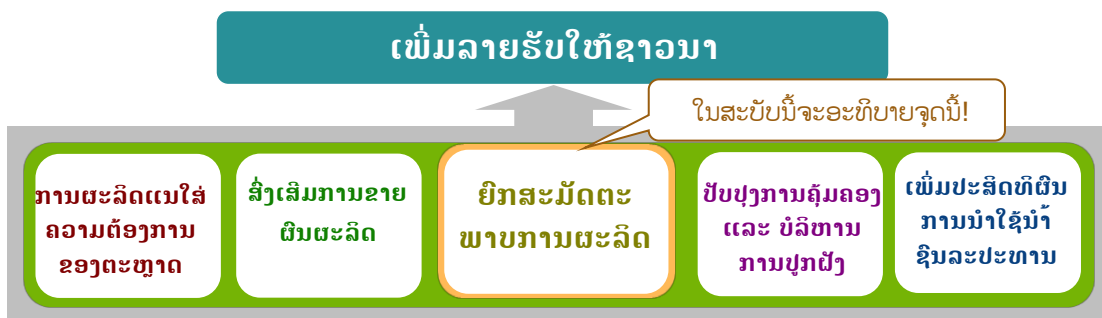 ເພີ່ມລາຍຮັບໃຫ້ຊາວນາ
ໃນສະບັບນີ້ຈະອະທິບາຍຈຸດນີ້!
ການຜະລິດແນໃສ່
ຄວາມຕ້ອງການ
ຂອງຕະຫຼາດ
ສົ່ງເສີມການຂາຍ
ຜົນຜະລິດ
ຍົກສະມັດຕະ
ພາບການຜະລິດ
ປັບປຸງການຄຸ້ມຄອງ
ແລະ ບໍລິຫານ
ການປູກຝັງ
ເພີ່ມປະສິດທິຜົນ
ການນຳໃຊ້ນ້ຳ
ຊົນລະປະທານ